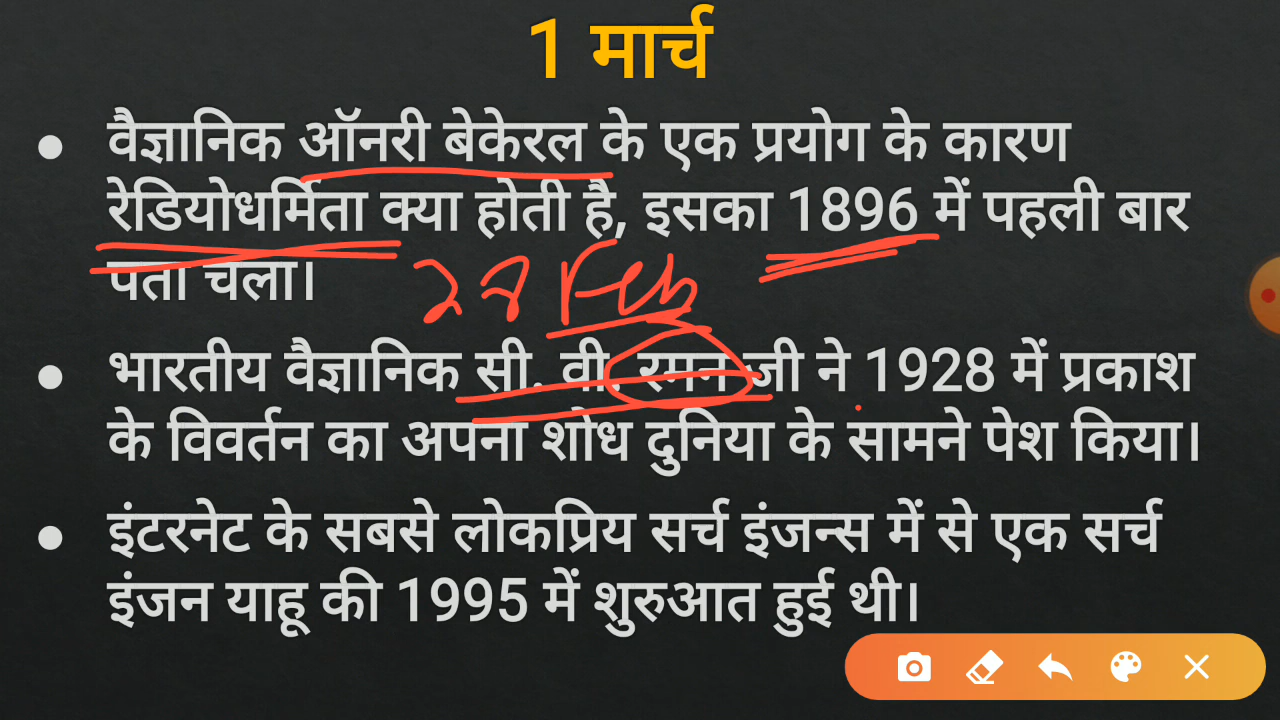 1 मार्च
• वैज्ञानिक ऑनरी बेकेरल के एक प्रयोग के कारण
रेडियोधर्मिता क्या होती है, इसका 1896 में पहली बार
पता चला।
28 Feb
• भारतीय वैज्ञानिक सी. वी. रमन जी ने 1928 में प्रकाश
के विवर्तन का अपना शोध दुनिया के सामने पेश किया।
• इंटरनेट के सबसे लोकप्रिय सर्च इंजन्स में से एक सर्च
इंजन याहू की 1995 में शुरुआत हुई थी।